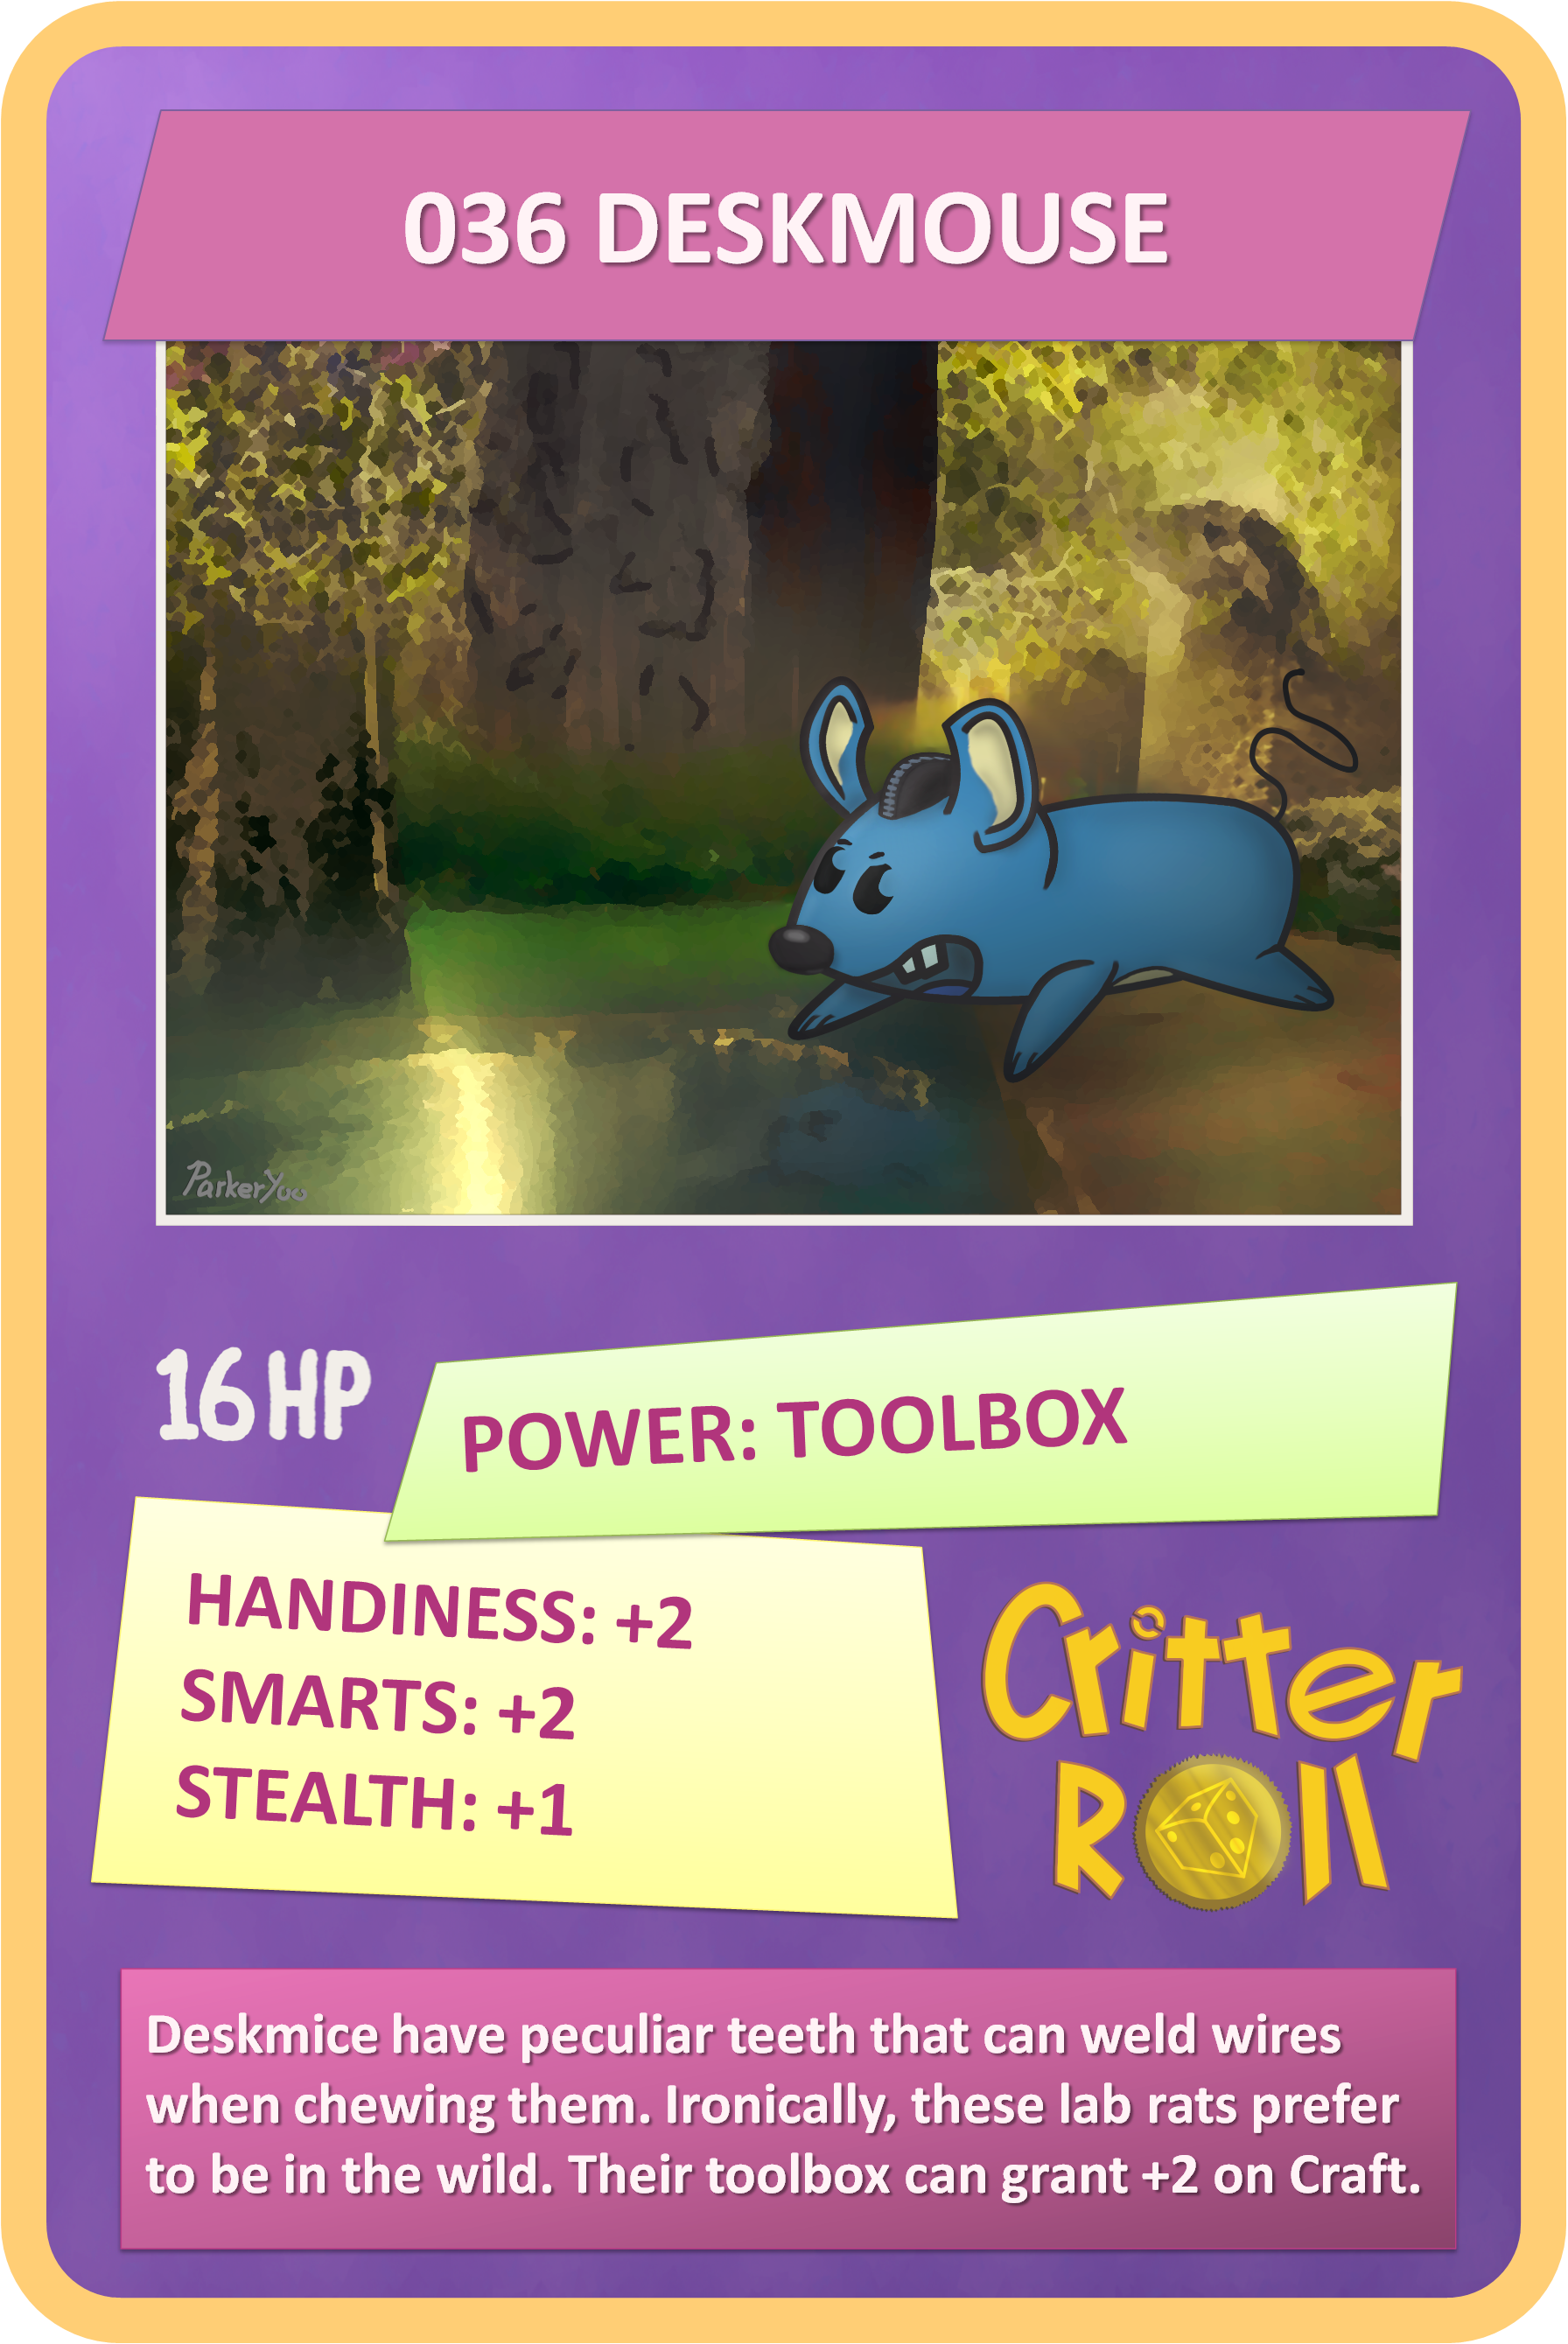 036 DESKMOUSE
ParkerYoo
16 HP
POWER: TOOLBOX
HANDINESS: +2
SMARTS: +2
STEALTH: +1
Critter
Roll
Deskmice have peculiar teeth that can weld wires
when chewing them. Ironically, these lab rats prefer
to be in the wild. Their toolbox can grant +2 on Craft.